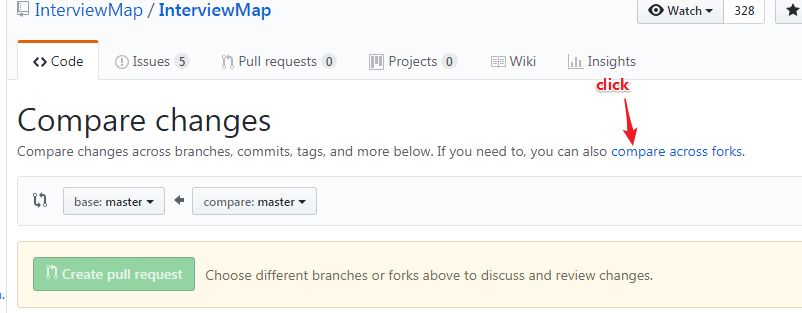 InterviewMap / InterviewMap
Watch 328
Code Issues 5 Pull requests 0 Projects 0 Wiki Insights
click
Compare changes
Compare changes across branches, commits, tags, and more below. If you need to, you can also compare across forks.
base: master compare: master
Create pull request Choose different branches or forks above to discuss and review changes.